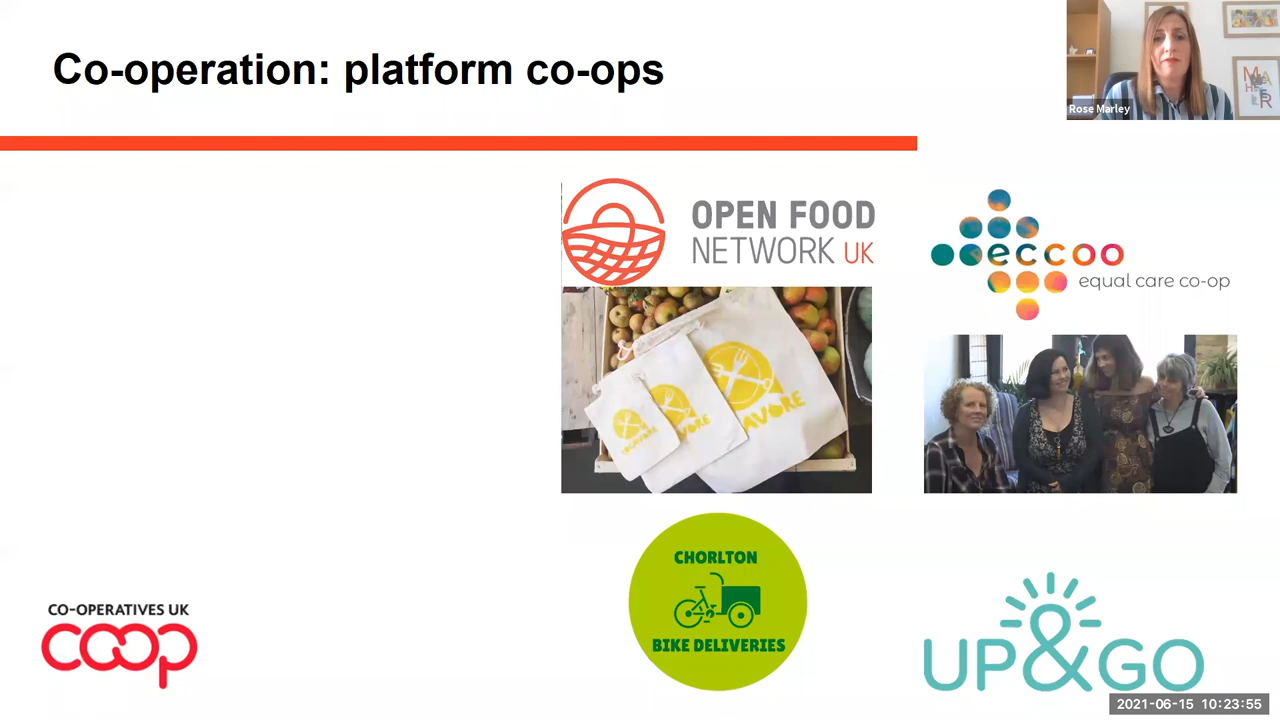 Co-operation: platform co-ops
Rose Marley
OPEN FOOD
NETWORK UK
eccoo
equal care co-op
AVORE
CHORLTON
BIKE DELIVERIES
CO-OPERATIVES UK
coop
UP&GO
2021-06-15 10:23:55